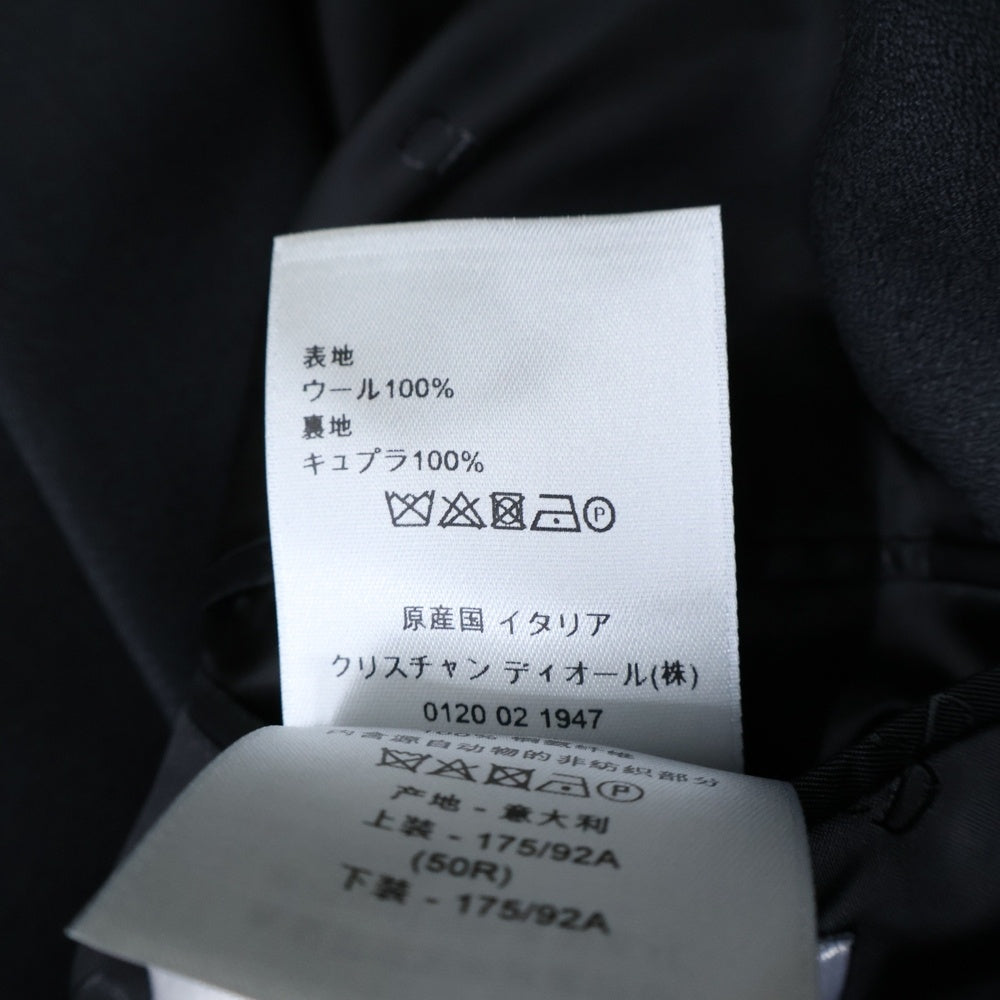 表地
ウール100%
裏地
キュプラ100%
P
原産国 イタリア
クリスチャン ディオール(株)
0120 02 1947
内含源自动物的非纺织部分
P
产地 - 意大利
上装 - 175/92A
(50R)
下装 - 175/92A